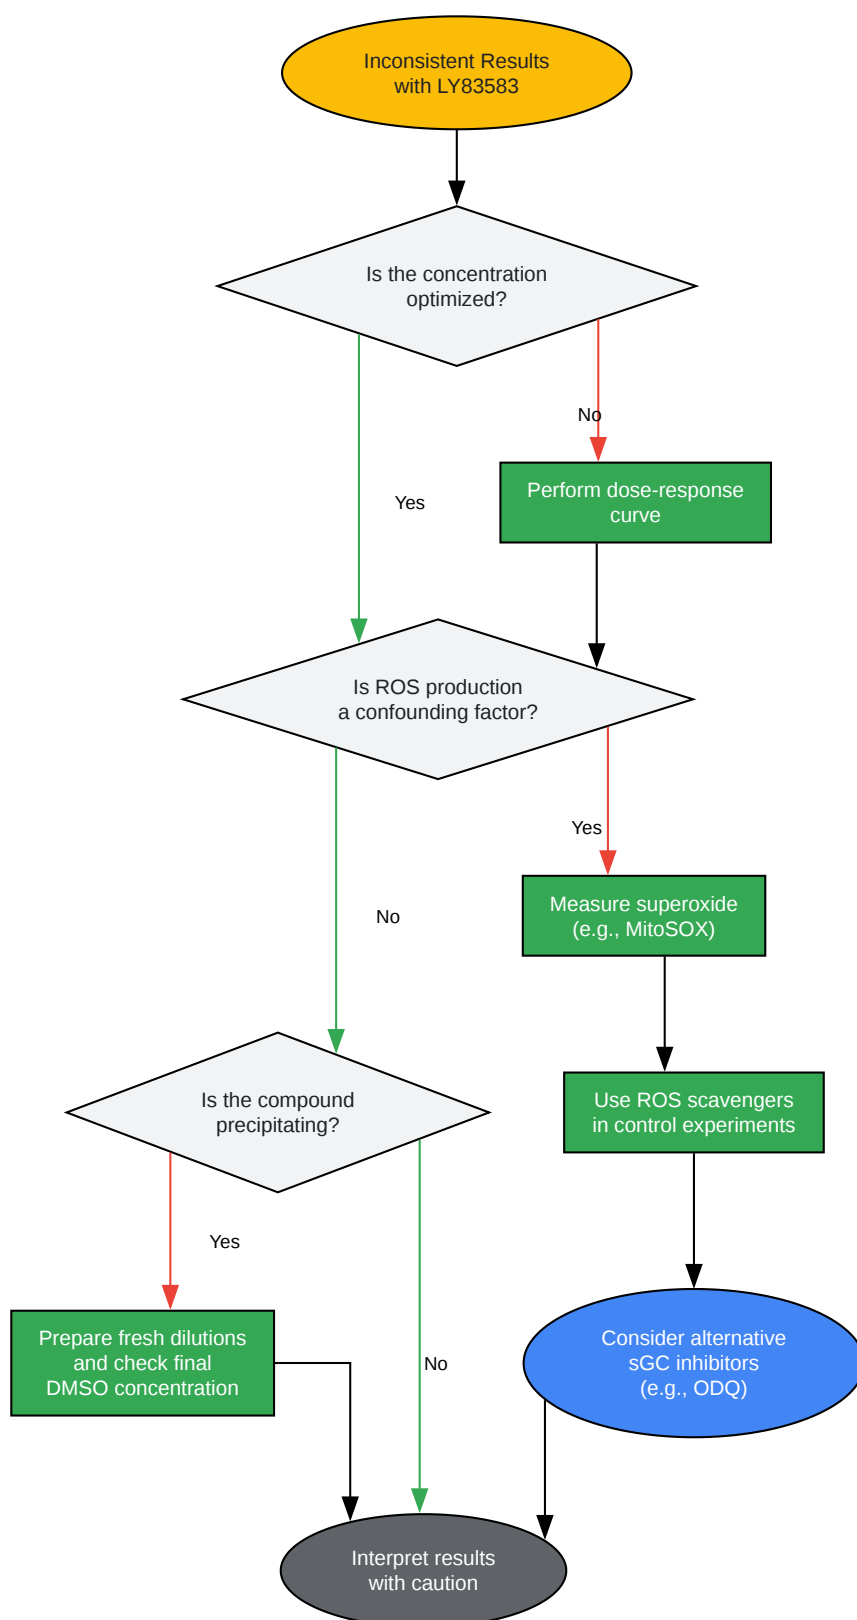 Inconsistent Results
with LY83583
Is the concentration
optimized?
No
Yes
Perform dose-response
curve
Is ROS production
a confounding factor?
Yes
No
Measure superoxide
(e.g., MitoSOX)
Is the compound
precipitating?
Use ROS scavengers
in control experiments
Yes
No
Prepare fresh dilutions
and check final
DMSO concentration
Consider alternative
sGC inhibitors
(e.g., ODQ)
Interpret results
with caution